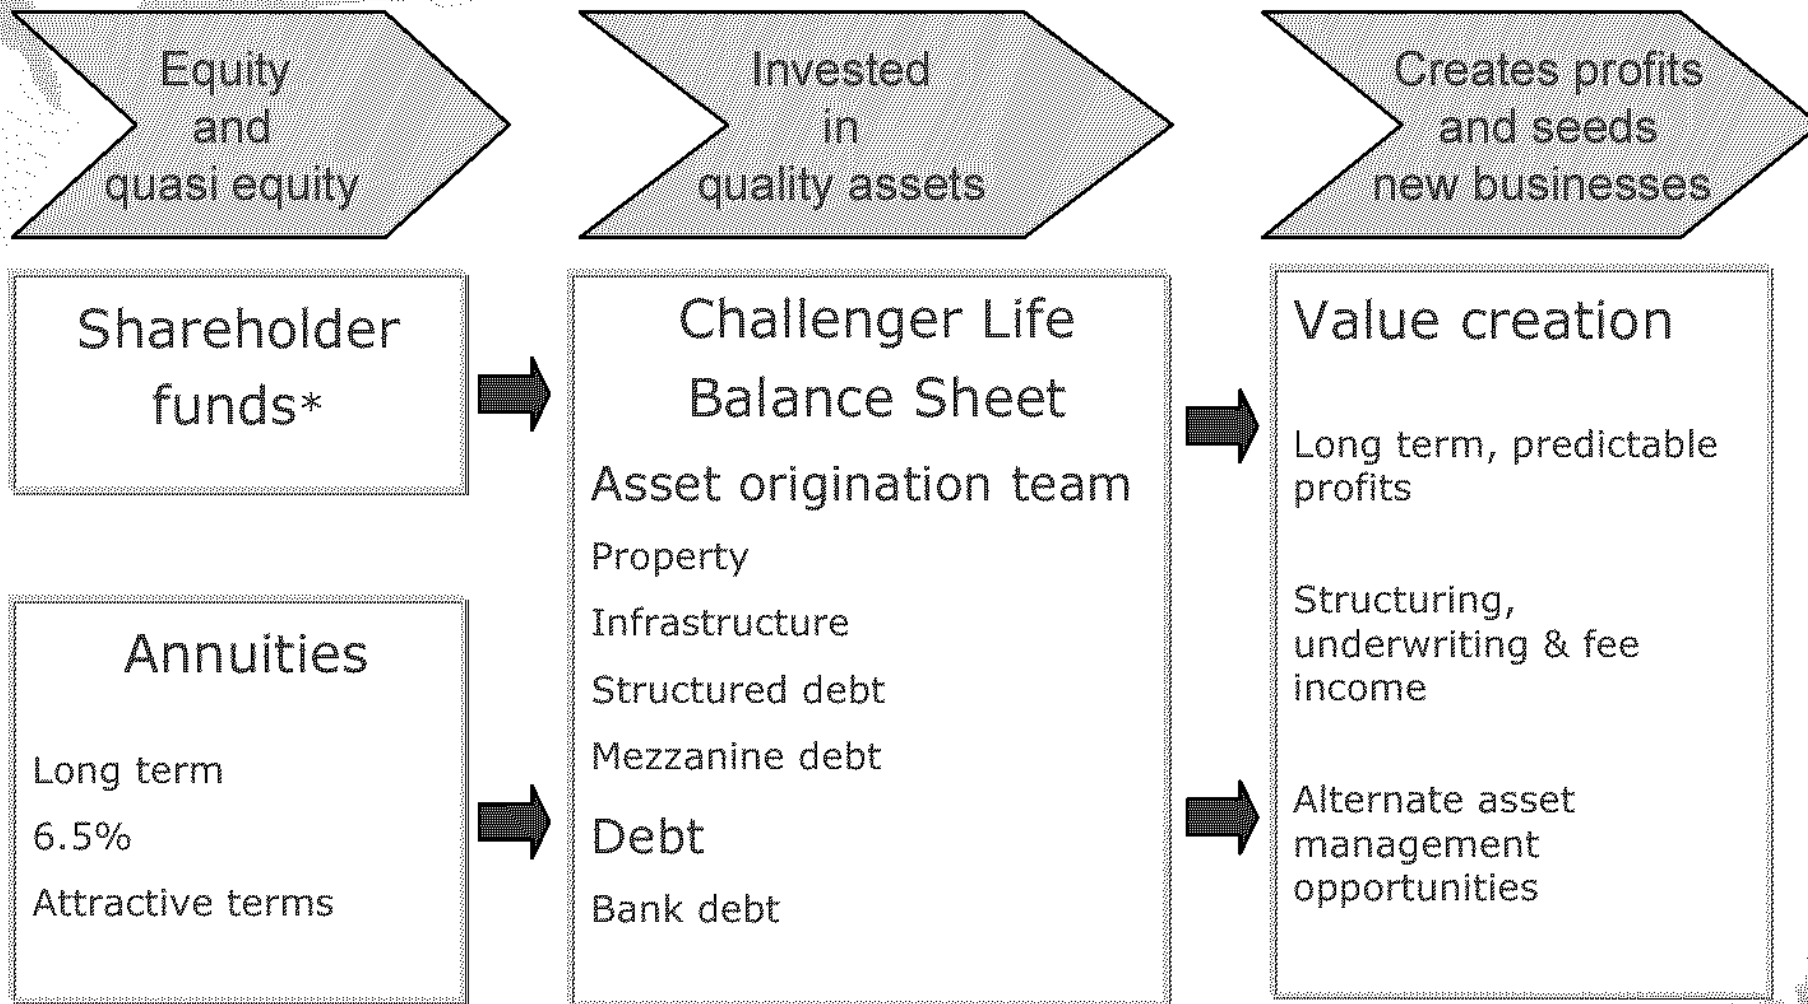 Equity
and
quasi equity
Invested
in
quality assets
Creates profits
and seeds
new businesses
Shareholder
funds*
Annuities
Long term
6.5%
Attractive terms
Challenger Life
Balance Sheet
Asset origination team
Property
Infrastructure
Structured debt
Mezzanine debt
Debt
Bank debt
Value creation
Long term, predictable
profits
Structuring,
underwriting & fee
income
Alternate asset
management
opportunities